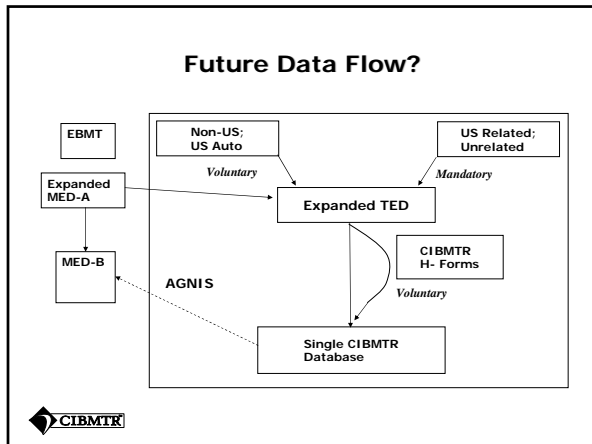 Future Data Flow?
EBMT
Non-US;
US Auto
US Related;
Unrelated
Voluntary
Mandatory
Expanded
MED-A
Expanded TED
MED-B
CIBMTR
H- Forms
AGNIS
Voluntary
Single CIBMTR
Database
CIBMTR